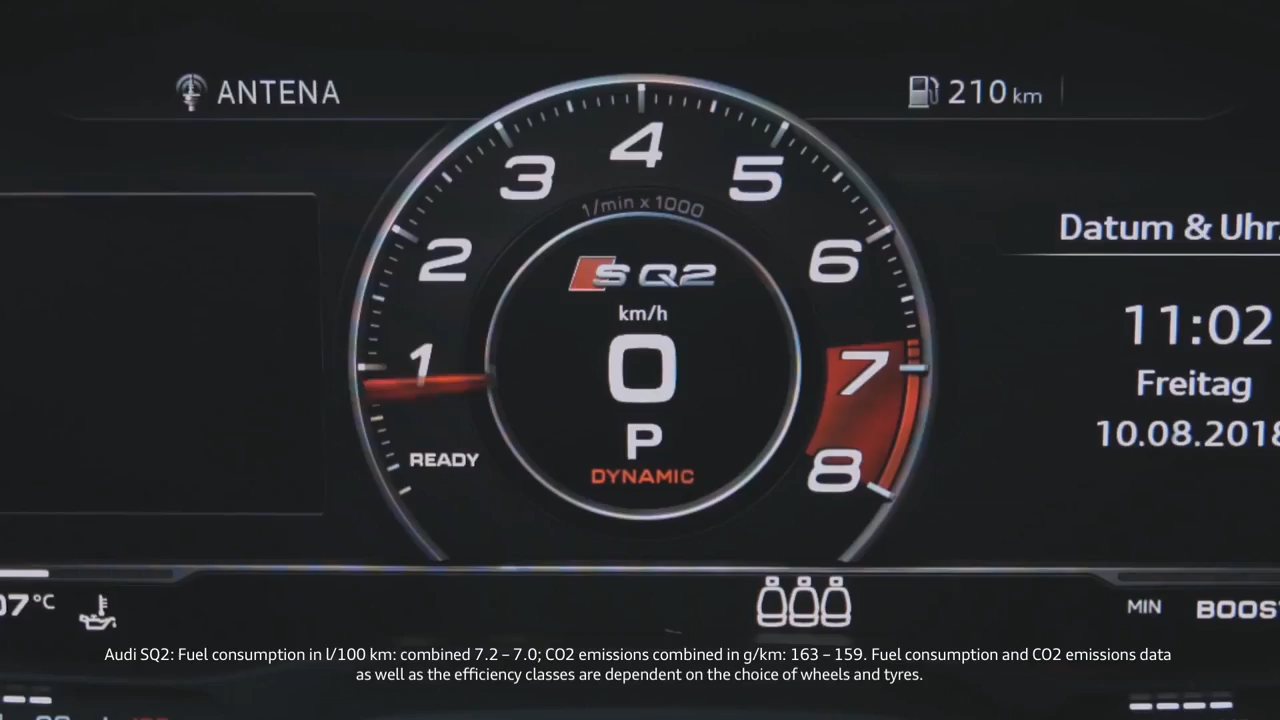 ANTENA
210 km
3 4 5
1/min x 1000
2 6
SQ2
km/h
1 0 7
P
READY DYNAMIC 8
Datum & Uhr
11:02
Freitag
10.08.2018
07°C
MIN BOOS
Audi SQ2: Fuel consumption in l/100 km: combined 7.2 – 7.0; CO2 emissions combined in g/km: 163 – 159. Fuel consumption and CO2 emissions data
as well as the efficiency classes are dependent on the choice of wheels and tyres.